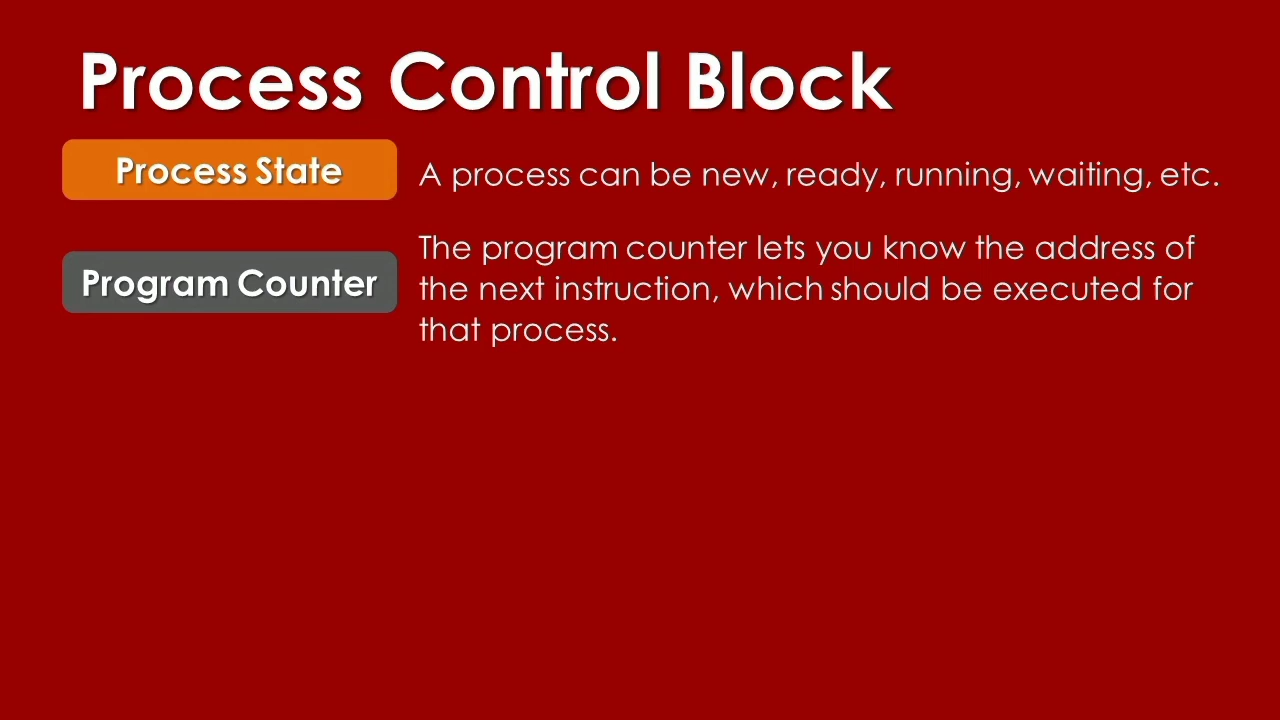 Process Control Block
Process State
A process can be new, ready, running, waiting, etc.
Program Counter
The program counter lets you know the address of
the next instruction, which should be executed for
that process.